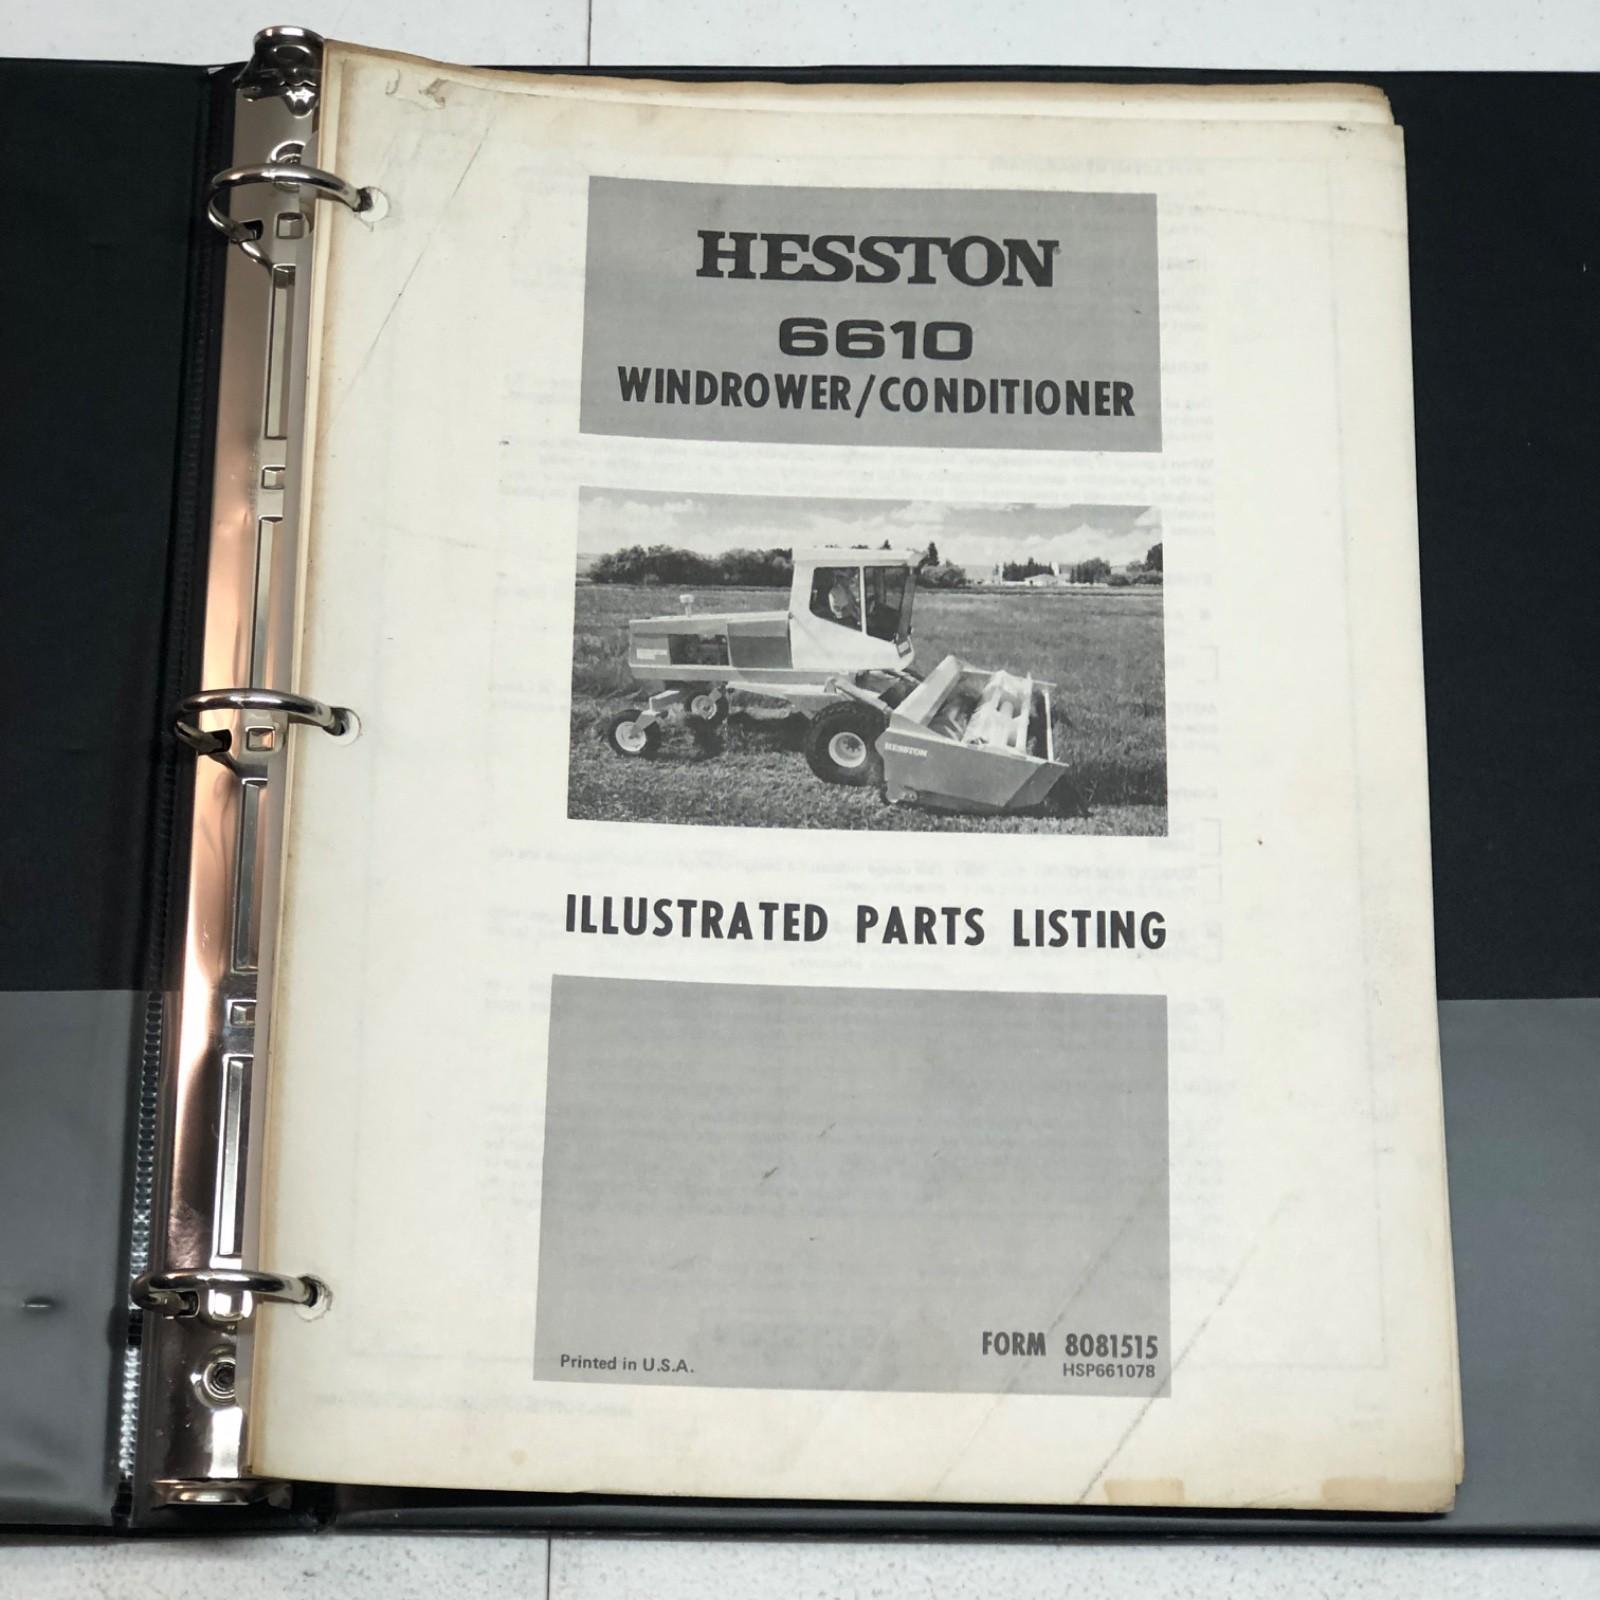 HESSTON
6610
WINDROWER/CONDITIONER
HESSTON
ILLUSTRATED PARTS LISTING
FORM 8081515
Printed in U.S.A.
HSP661078